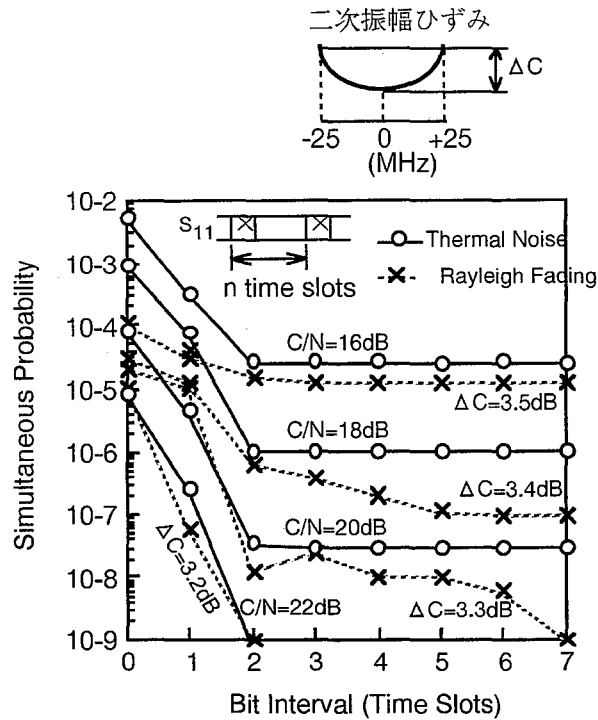 二次振幅ひずみ
ΔC
-25 0 +25
(MHz)
10-2
10-3
10-4
10-5
10-6
10-7
10-8
10-9
Simultaneous Probability
S11
n time slots
Thermal Noise
Rayleigh Fading
C/N=16dB
ΔC=3.5dB
C/N=18dB
ΔC=3.4dB
C/N=20dB
ΔC=3.3dB
C/N=22dB
ΔC=3.2dB
0 1 2 3 4 5 6 7
Bit Interval (Time Slots)